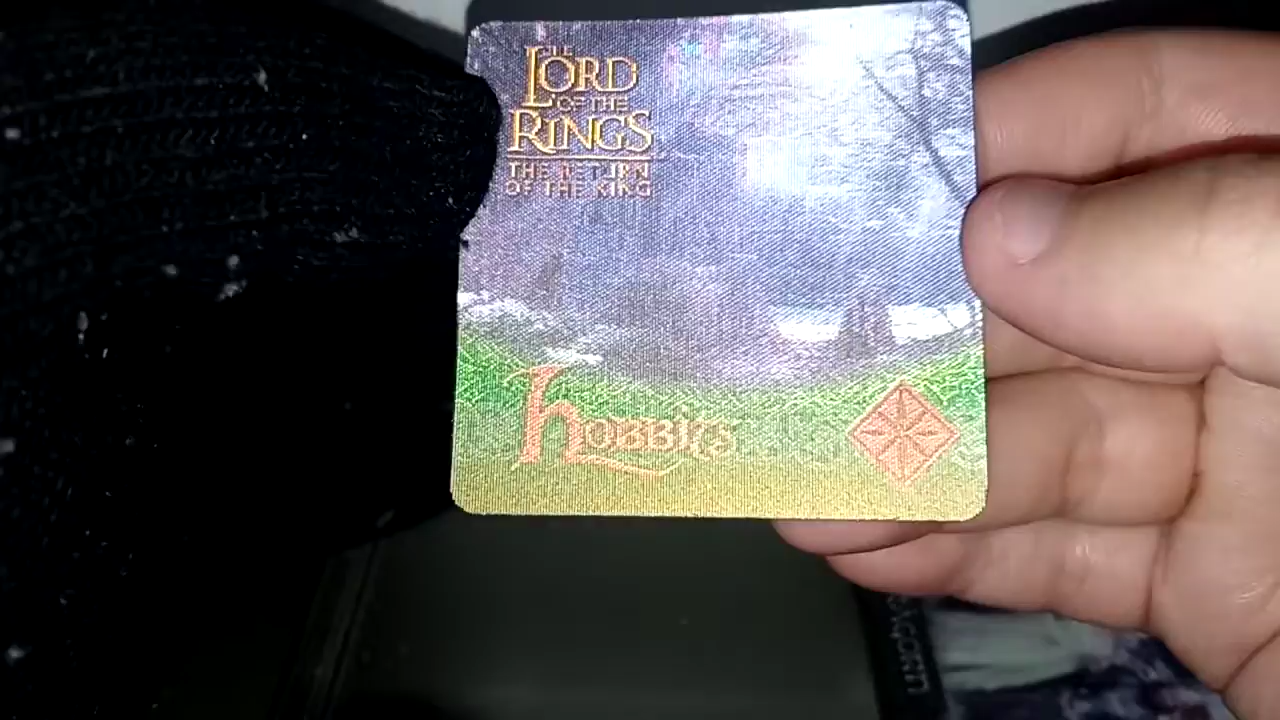 THE
LORD
OF THE
RINGS
THE RETURN
OF THE KING
hobbits